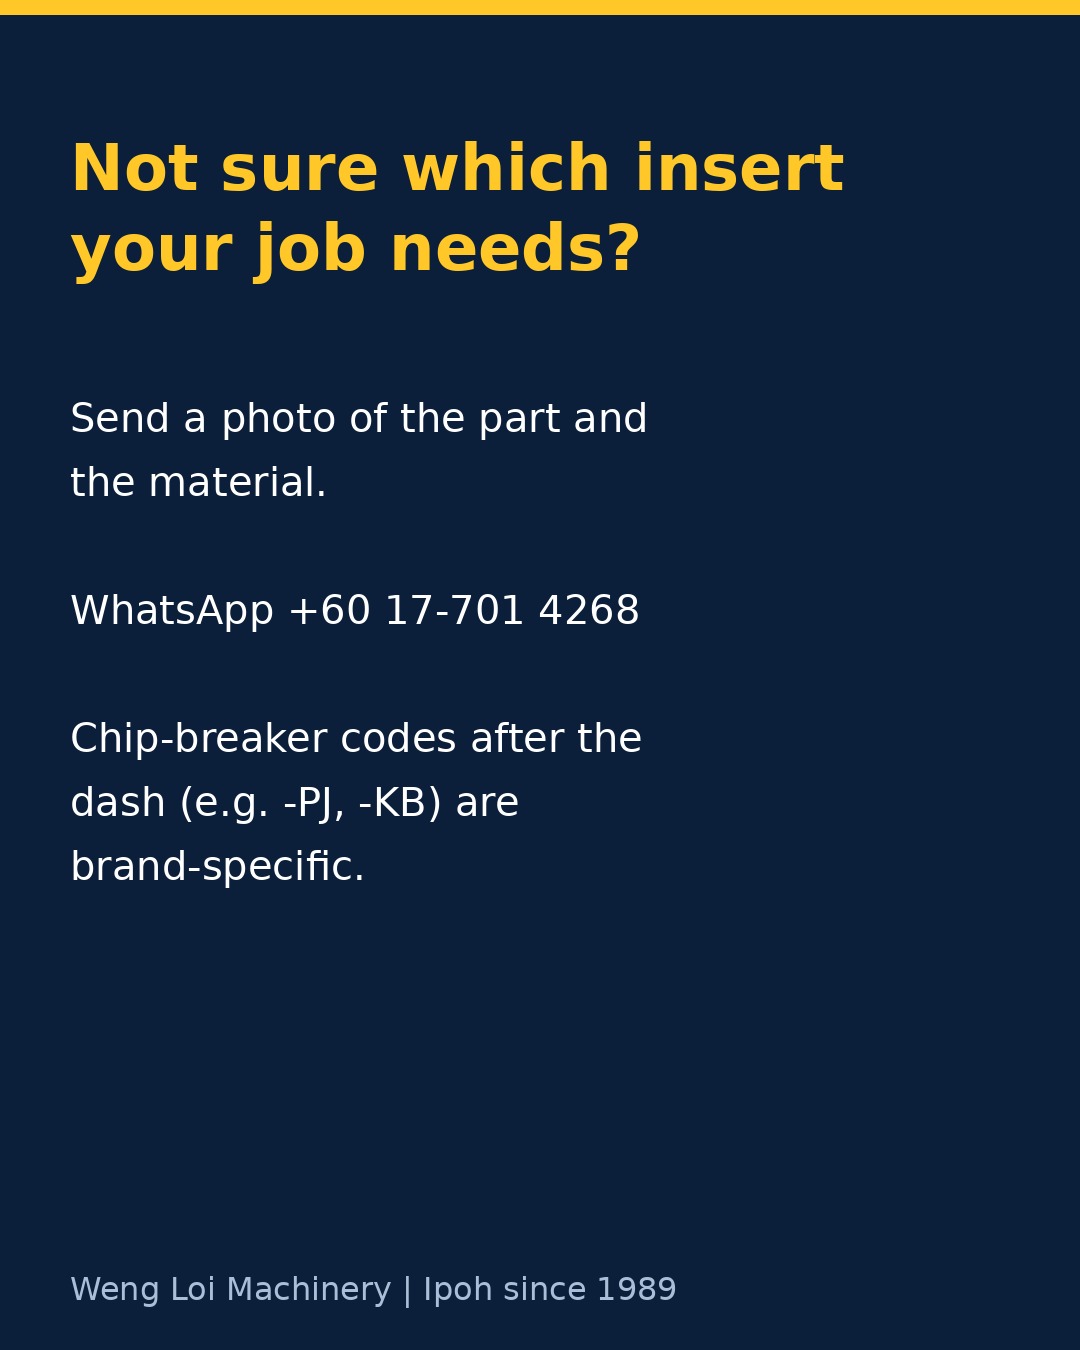 Not sure which insert
your job needs?
Send a photo of the part and
the material.
WhatsApp +60 17-701 4268
Chip-breaker codes after the
dash (e.g. -PJ, -KB) are
brand-specific.
Weng Loi Machinery | Ipoh since 1989